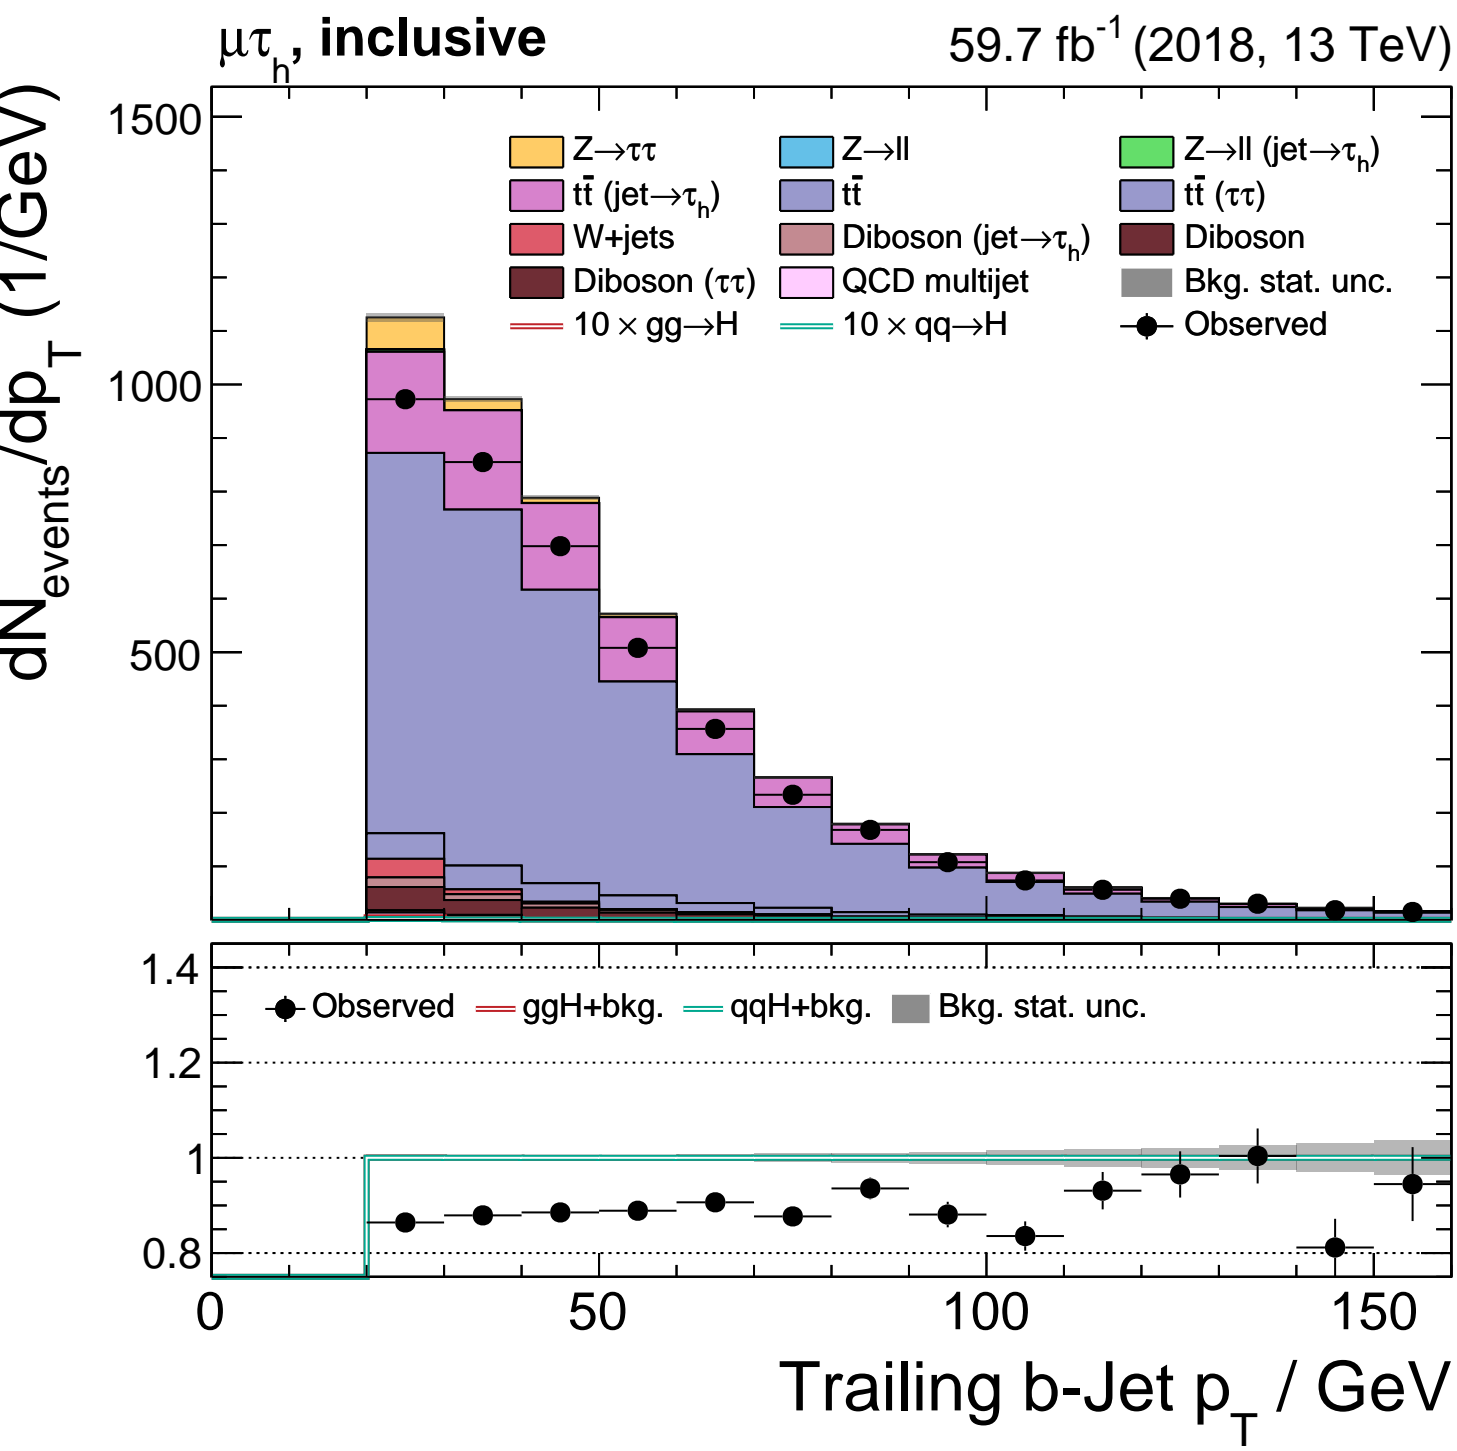 μτh, inclusive
59.7 fb-1 (2018, 13 TeV)
dNevents/dpT (1/GeV)
1500
1000
500
Z→ττ Z→ll Z→ll (jet→τh)
tt̄ (jet→τh) tt̄ tt̄ (ττ)
W+jets Diboson (jet→τh) Diboson
Diboson (ττ) QCD multijet Bkg. stat. unc.
10 × gg→H 10 × qq→H Observed
1.4
1.2
1
0.8
Observed ggH+bkg. qqH+bkg. Bkg. stat. unc.
0 50 100 150
Trailing b-Jet pT / GeV